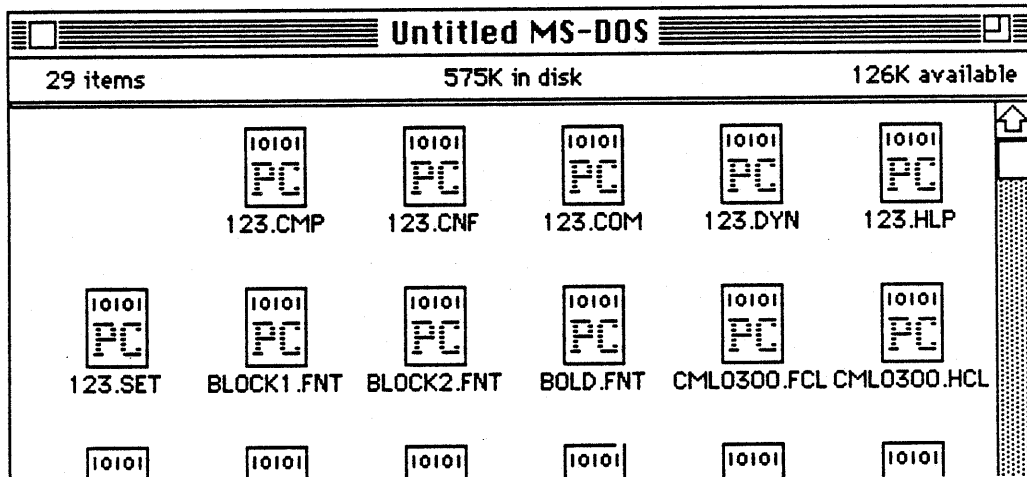 Untitled MS-DOS
29 items 575K in disk 126K available
10101 10101 10101 10101 10101
PC PC PC PC PC
123.CMP 123.CNF 123.COM 123.DYN 123.HLP
10101 10101 10101 10101 10101 10101
PC PC PC PC PC PC
123.SET BLOCK1.FNT BLOCK2.FNT BOLD.FNT CML0300.FCL CML0300.HCL
10101 10101 10101 10101 10101 10101